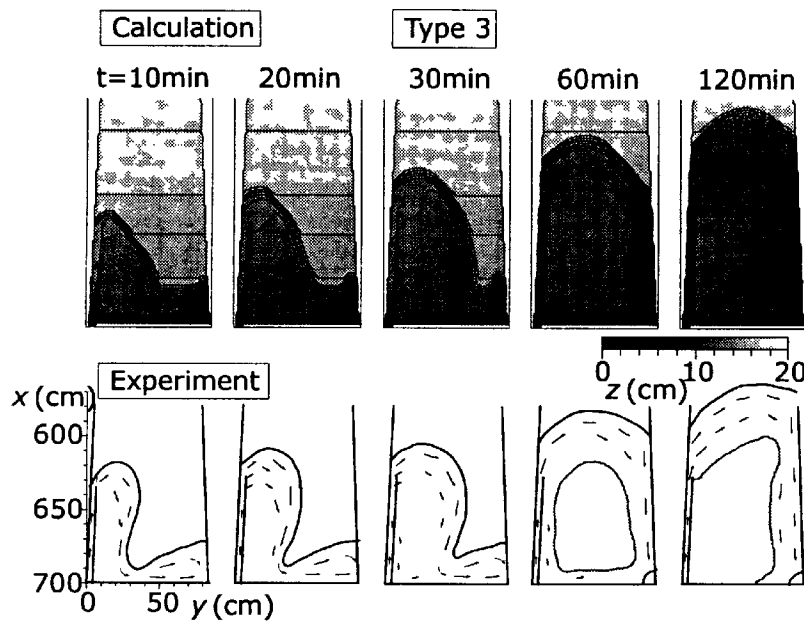 Calculation
Type 3
t=10min 20min 30min 60min 120min
0 10 20
z (cm)
Experiment
x (cm)
600
650
700
0 50
y (cm)